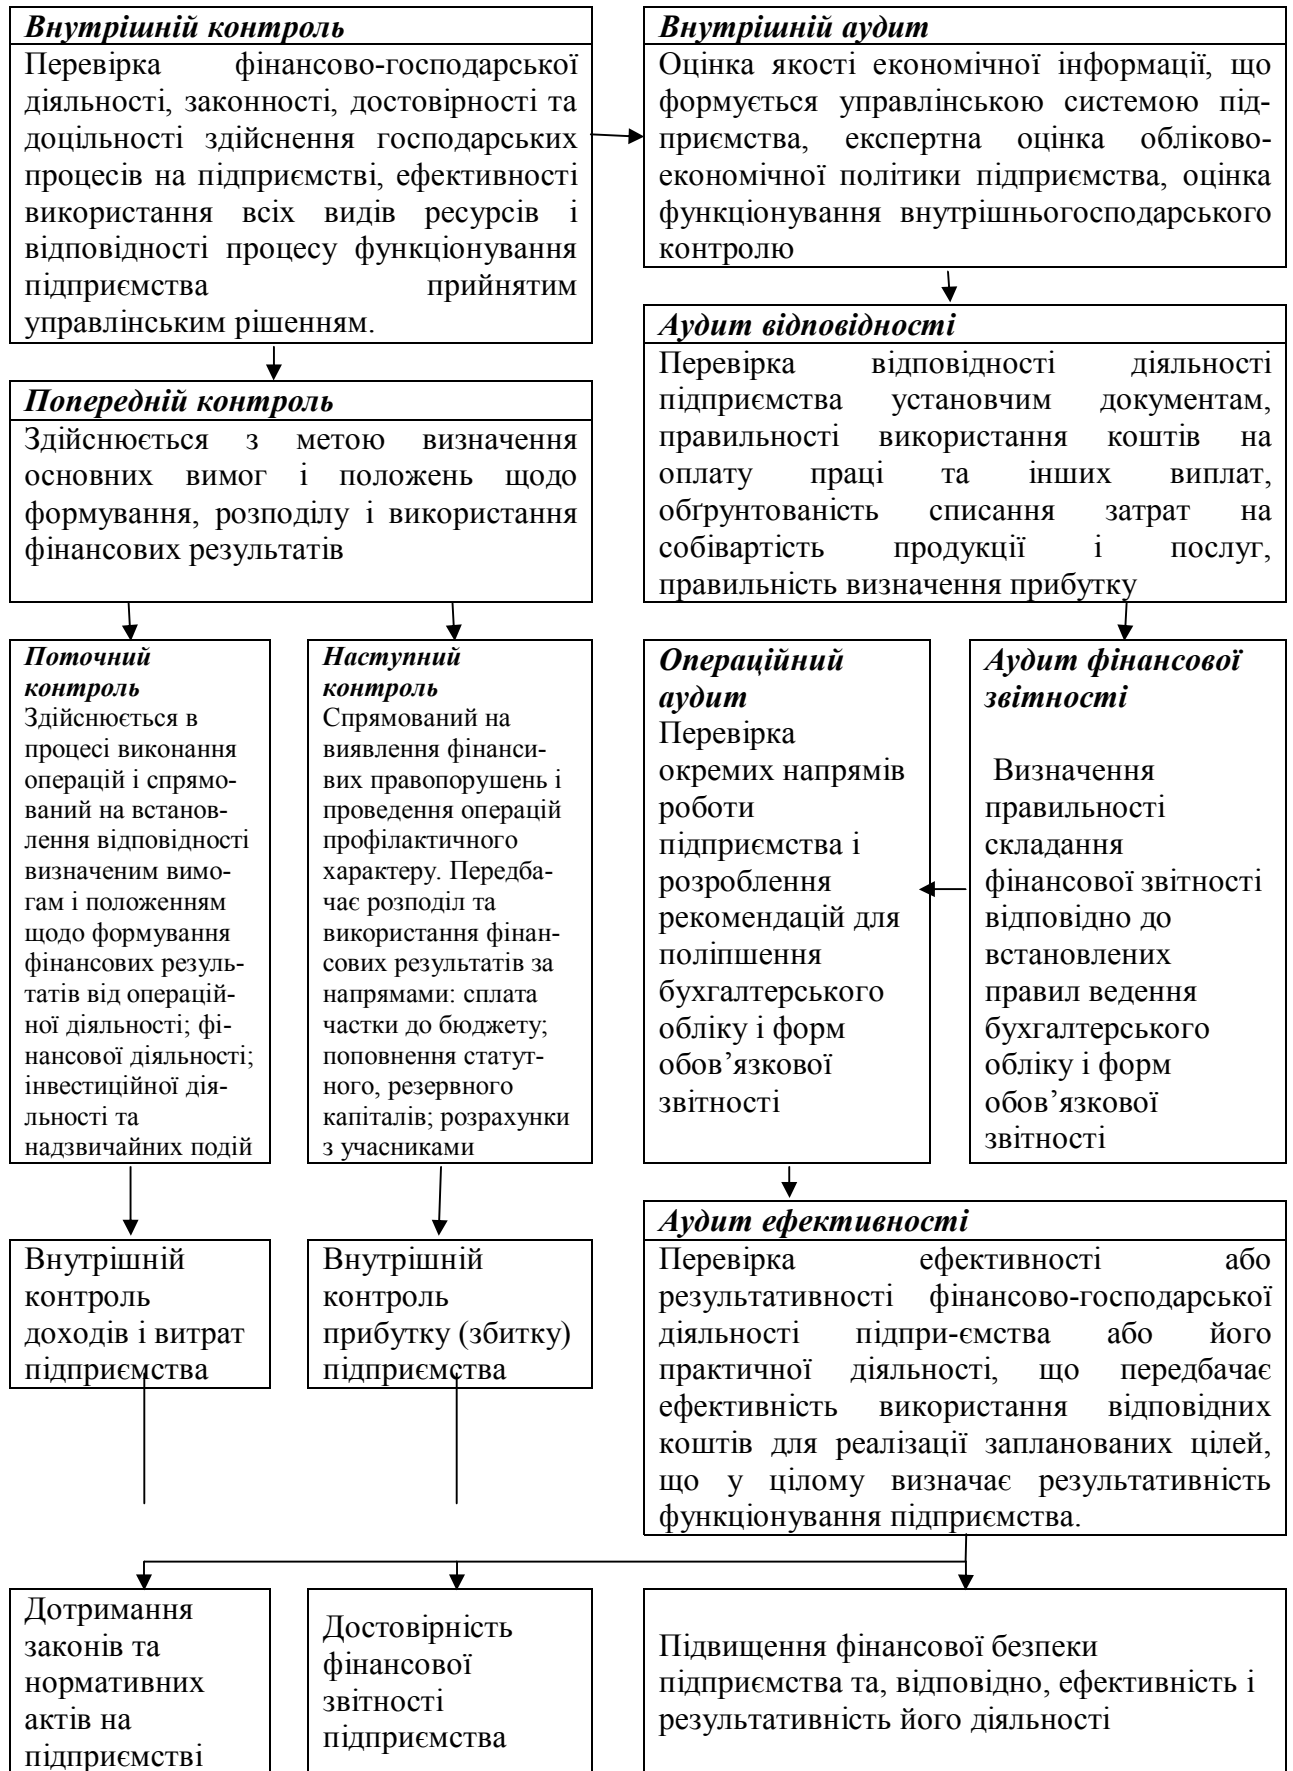 Внутрішній контроль
Перевірка фінансово-господарської
діяльності, законності, достовірності та
доцільності здійснення господарських
процесів на підприємстві, ефективності
використання всіх видів ресурсів і
відповідності процесу функціонування
підприємства прийнятим
управлінським рішенням.
Внутрішній аудит
Оцінка якості економічної інформації, що
формується управлінською системою під-
приємства, експертна оцінка обліково-
економічної політики підприємства, оцінка
функціонування внутрішньогосподарського
контролю
Попередній контроль
Здійснюється з метою визначення
основних вимог і положень щодо
формування, розподілу і використання
фінансових результатів
Аудит відповідності
Перевірка відповідності діяльності
підприємства установчим документам,
правильності використання коштів на
оплату праці та інших виплат,
обґрунтованість списання затрат на
собівартість продукції і послуг,
правильність визначення прибутку
Поточний
контроль
Здійснюється в
процесі виконання
операцій і спрямо-
ваний на встанов-
лення відповідності
визначеним вимо-
гам і положенням
щодо формування
фінансових резуль-
татів від операцій-
ної діяльності; фі-
нансової діяльності;
інвестиційної дія-
льності та
надзвичайних подій
Наступний
контроль
Спрямований на
виявлення фінанси-
вих правопорушень і
проведення операцій
профілактичного
характеру. Передба-
чає розподіл та
використання фінан-
сових результатів за
напрямами: сплата
частки до бюджету;
поповнення статут-
ного, резервного
капіталів; розрахунки
з учасниками
Операційний
аудит
Перевірка
окремих напрямів
роботи
підприємства і
розроблення
рекомендацій для
поліпшення
бухгалтерського
обліку і форм
обов’язкової
звітності
Аудит фінансової
звітності
Визначення
правильності
складання
фінансової звітності
відповідно до
встановлених
правил ведення
бухгалтерського
обліку і форм
обов’язкової
звітності
Внутрішній
контроль
доходів і витрат
підприємства
Внутрішній
контроль
прибутку (збитку)
підприємства
Аудит ефективності
Перевірка ефективності або
результативності фінансово-господарської
діяльності підпри-ємства або його
практичної діяльності, що передбачає
ефективність використання відповідних
коштів для реалізації запланованих цілей,
що у цілому визначає результативність
функціонування підприємства.
Дотримання
законів та
нормативних
актів на
підприємстві
Достовірність
фінансової
звітності
підприємства
Підвищення фінансової безпеки
підприємства та, відповідно, ефективність і
результативність його діяльності